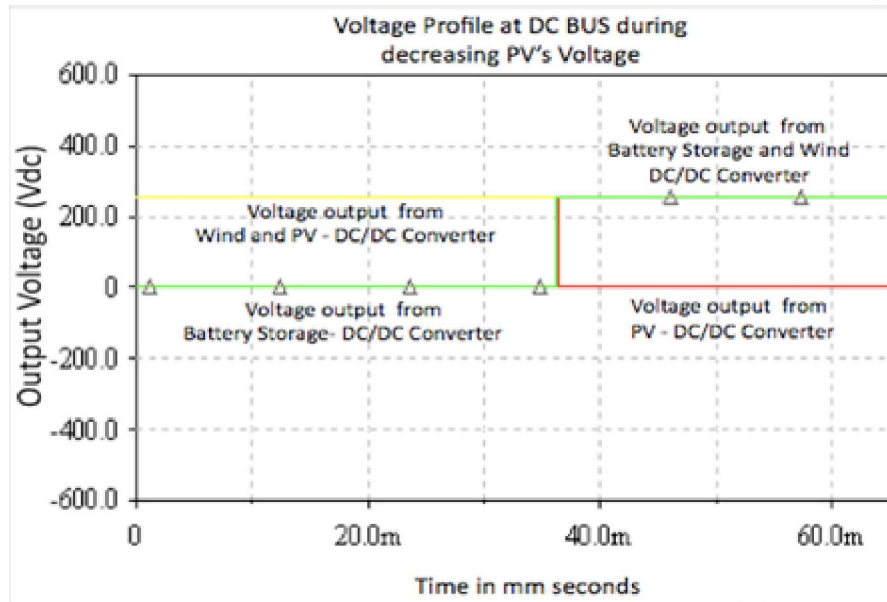 Voltage Profile at DC BUS during
decreasing PV's Voltage
Output Voltage (Vdc)
600.0
400.0
200.0
0
-200.0
-400.0
-600.0
Voltage output from
Battery Storage and Wind
DC/DC Converter
Voltage output from
Wind and PV - DC/DC Converter
Voltage output from
Battery Storage- DC/DC Converter
Voltage output from
PV - DC/DC Converter
0
20.0m
40.0m
60.0m
Time in mm seconds